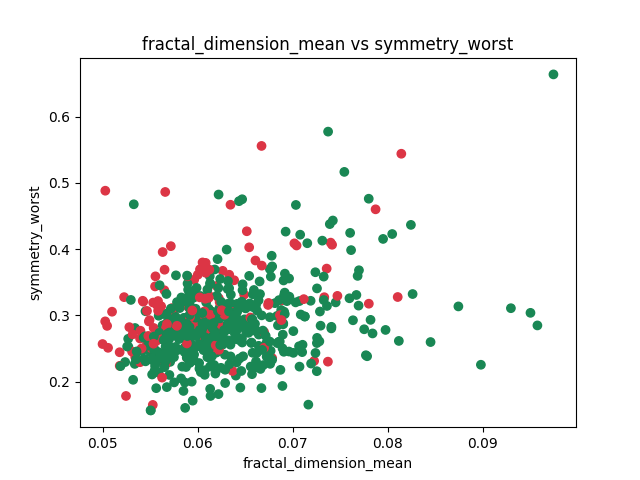 fractal_dimension_mean vs symmetry_worst
0.6
0.5
0.4
0.3
0.2
symmetry_worst
0.05 0.06 0.07 0.08 0.09
fractal_dimension_mean